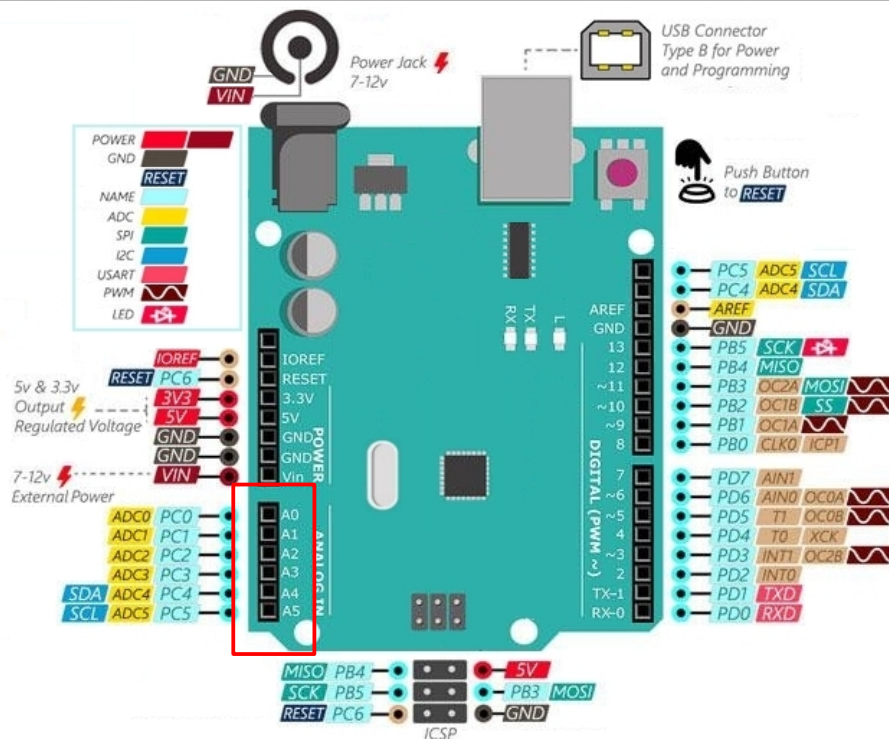 USB Connector
Type B for Power
and Programming
Power Jack
7-12v
GND
VIN
POWER
GND
RESET
NAME
ADC
SPI
I2C
USART
PWM
LED
Push Button
to RESET
RX
TX
L
IOREF
RESET PC6
3V3
5V
GND
GND
VIN
5v & 3.3v
Output
Regulated Voltage
7-12v
External Power
IOREF
RESET
3.3V
5V
GND
GND
Vin
POWER
ADC0 PC0
ADC1 PC1
ADC2 PC2
ADC3 PC3
SDA ADC4 PC4
SCL ADC5 PC5
A0
A1
A2
A3
A4
A5
ANALOG IN
AREF
GND
13
12
~11
~10
~9
8
7
~6
~5
4
~3
2
TX-1
RX-0
DIGITAL (PWM ~)
PC5 ADC5 SCL
PC4 ADC4 SDA
AREF
GND
PB5 SCK
PB4 MISO
PB3 OC2A MOSI
PB2 OC1B SS
PB1 OC1A
PB0 CLK0 ICP1
PD7 AIN1
PD6 AIN0 OC0A
PD5 T1 OC0B
PD4 T0 XCK
PD3 INT1 OC2B
PD2 INT0
PD1 TXD
PD0 RXD
MISO PB4 5V
SCK PB5 PB3 MOSI
RESET PC6 GND
ICSP